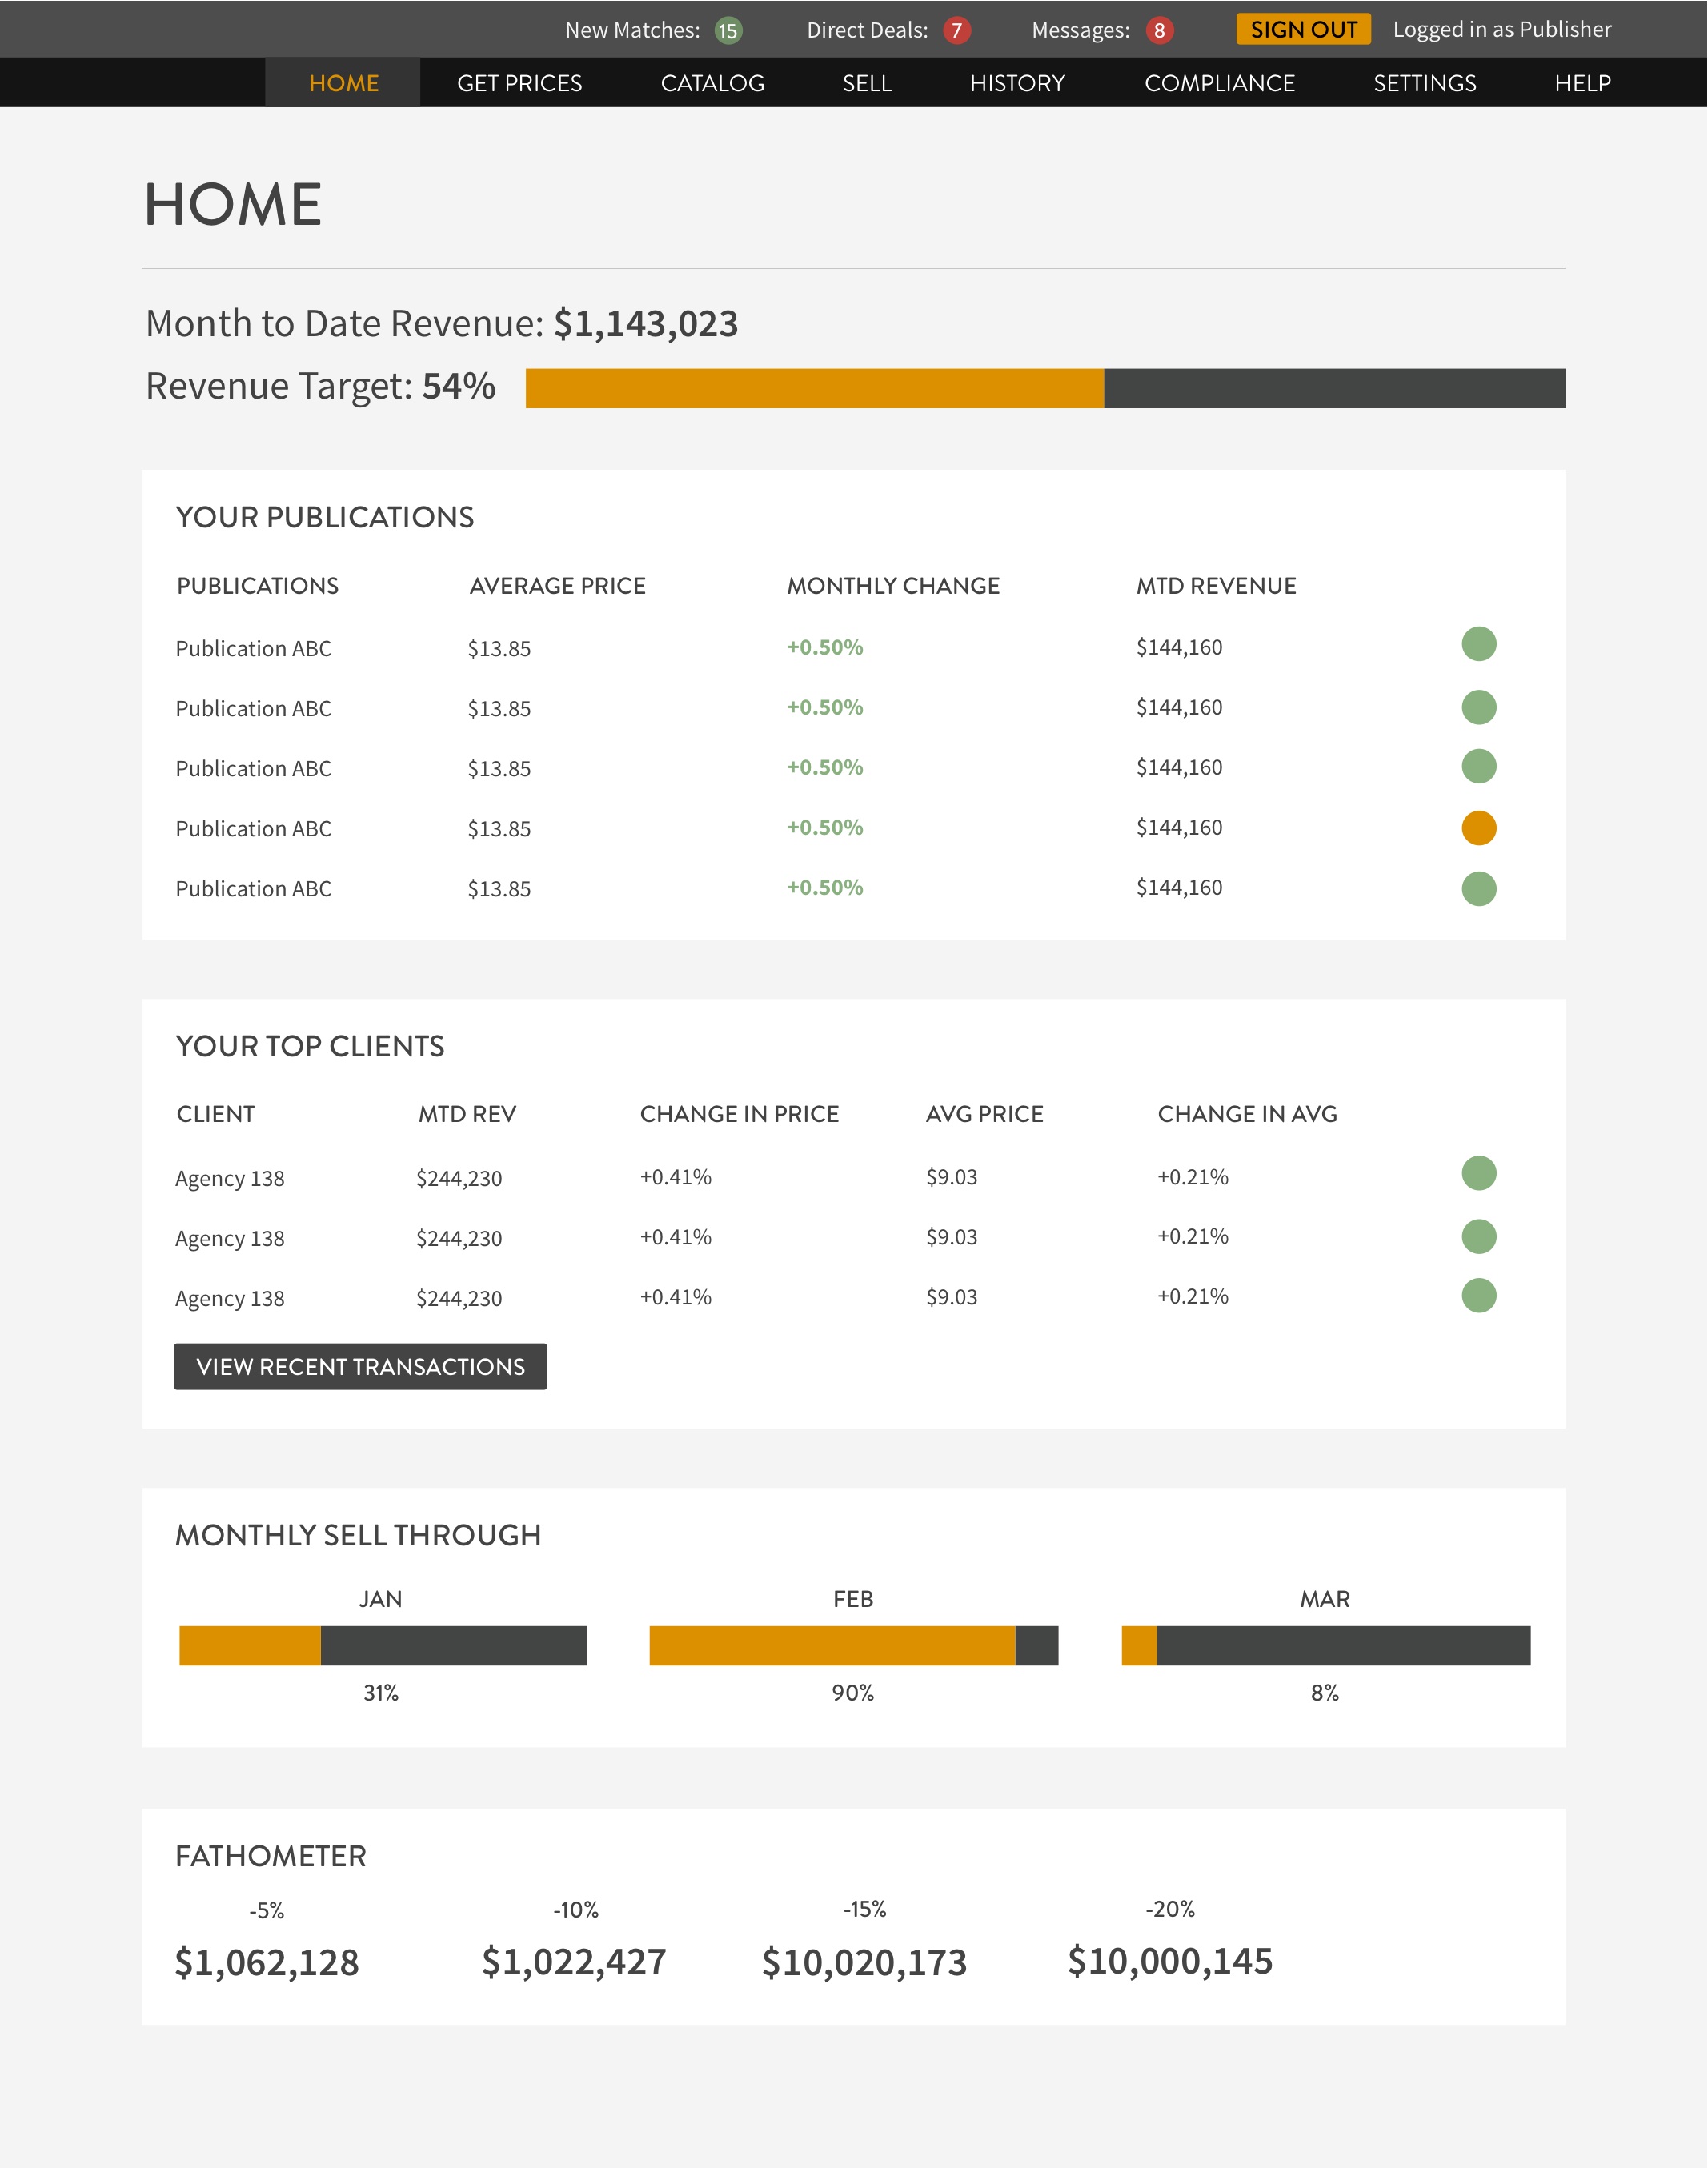 New Matches: 15 Direct Deals: 7 Messages: 8 SIGN OUT Logged in as Publisher
HOME GET PRICES CATALOG SELL HISTORY COMPLIANCE SETTINGS HELP
HOME
Month to Date Revenue: $1,143,023
Revenue Target: 54%
YOUR PUBLICATIONS
PUBLICATIONS AVERAGE PRICE MONTHLY CHANGE MTD REVENUE
Publication ABC $13.85 +0.50% $144,160
Publication ABC $13.85 +0.50% $144,160
Publication ABC $13.85 +0.50% $144,160
Publication ABC $13.85 +0.50% $144,160
Publication ABC $13.85 +0.50% $144,160
YOUR TOP CLIENTS
CLIENT MTD REV CHANGE IN PRICE AVG PRICE CHANGE IN AVG
Agency 138 $244,230 +0.41% $9.03 +0.21%
Agency 138 $244,230 +0.41% $9.03 +0.21%
Agency 138 $244,230 +0.41% $9.03 +0.21%
VIEW RECENT TRANSACTIONS
MONTHLY SELL THROUGH
JAN FEB MAR
31% 90% 8%
FATHOMETER
-5% -10% -15% -20%
$1,062,128 $1,022,427 $10,020,173 $10,000,145